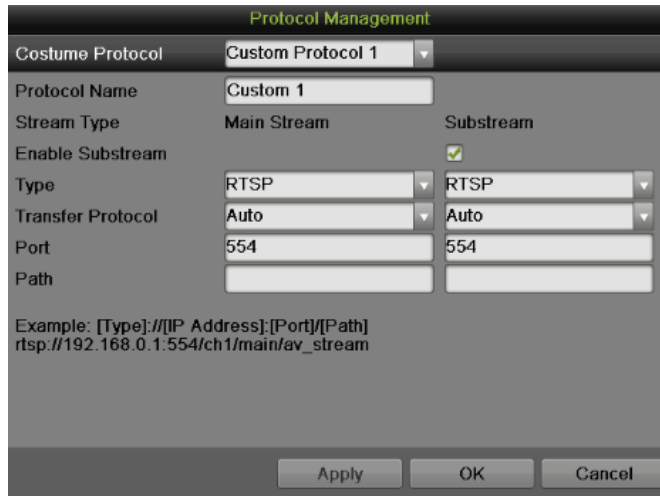 Protocol Management
Costume Protocol Custom Protocol 1
Protocol Name Custom 1
Stream Type Main Stream Substream
Enable Substream
Type RTSP RTSP
Transfer Protocol Auto Auto
Port 554 554
Path
Example: [Type]://[IP Address]:[Port]/[Path]
rtsp://192.168.0.1:554/ch1/main/av_stream
Apply OK Cancel